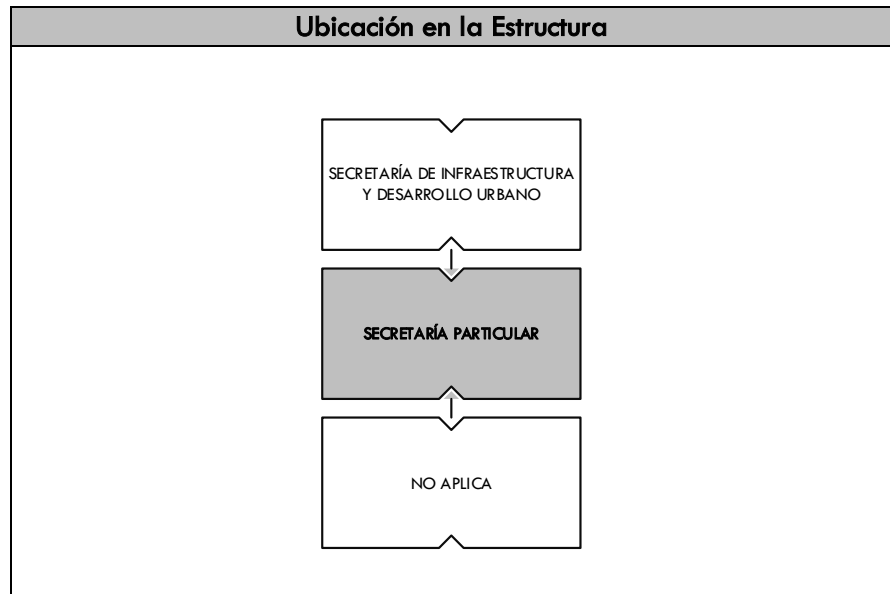 Ubicación en la Estructura
SECRETARÍA DE INFRAESTRUCTURA
Y DESARROLLO URBANO
SECRETARÍA PARTICULAR
NO APLICA